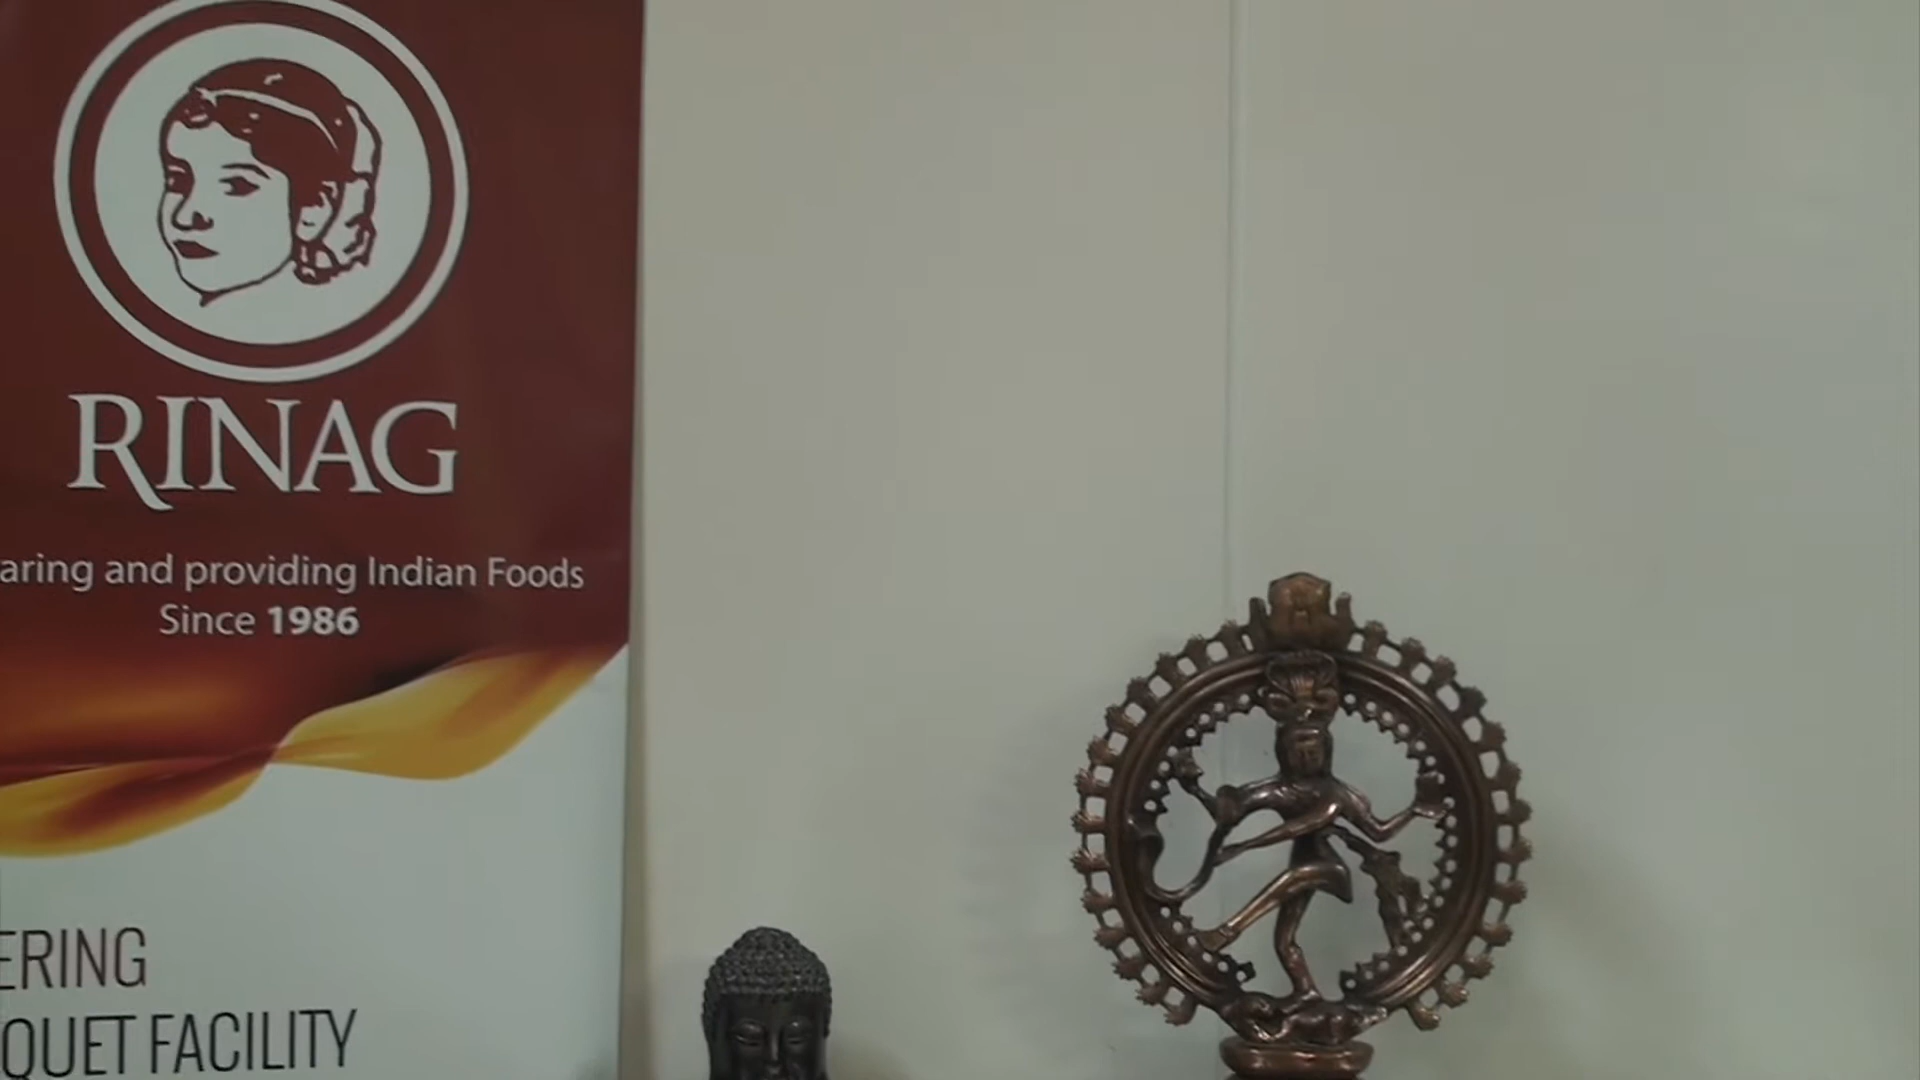 RINAG
aring and providing Indian Foods
Since 1986
ERING
QUET FACILITY